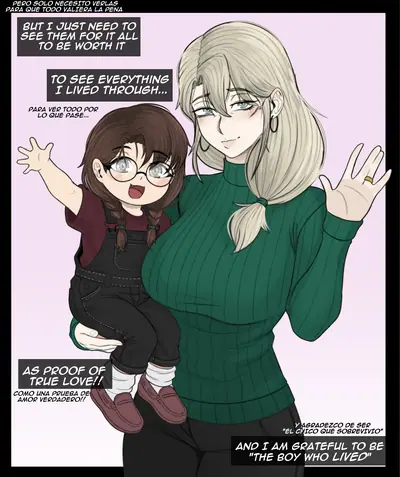 PERO SOLO NECESITO VERLAS
PARA QUE TODO VALIERA LA PENA
BUT I JUST NEED TO
SEE THEM FOR IT ALL
TO BE WORTH IT
TO SEE EVERYTHING
I LIVED THROUGH...
PARA VER TODO POR
LO QUE PASE...
AS PROOF OF
TRUE LOVE!!
COMO UNA PRUEBA DE
AMOR VERDADERO!!
Y AGRADEZCO DE SER
"EL CHICO QUE SOBREVIVIO"
AND I AM GRATEFUL TO BE
"THE BOY WHO LIVED"